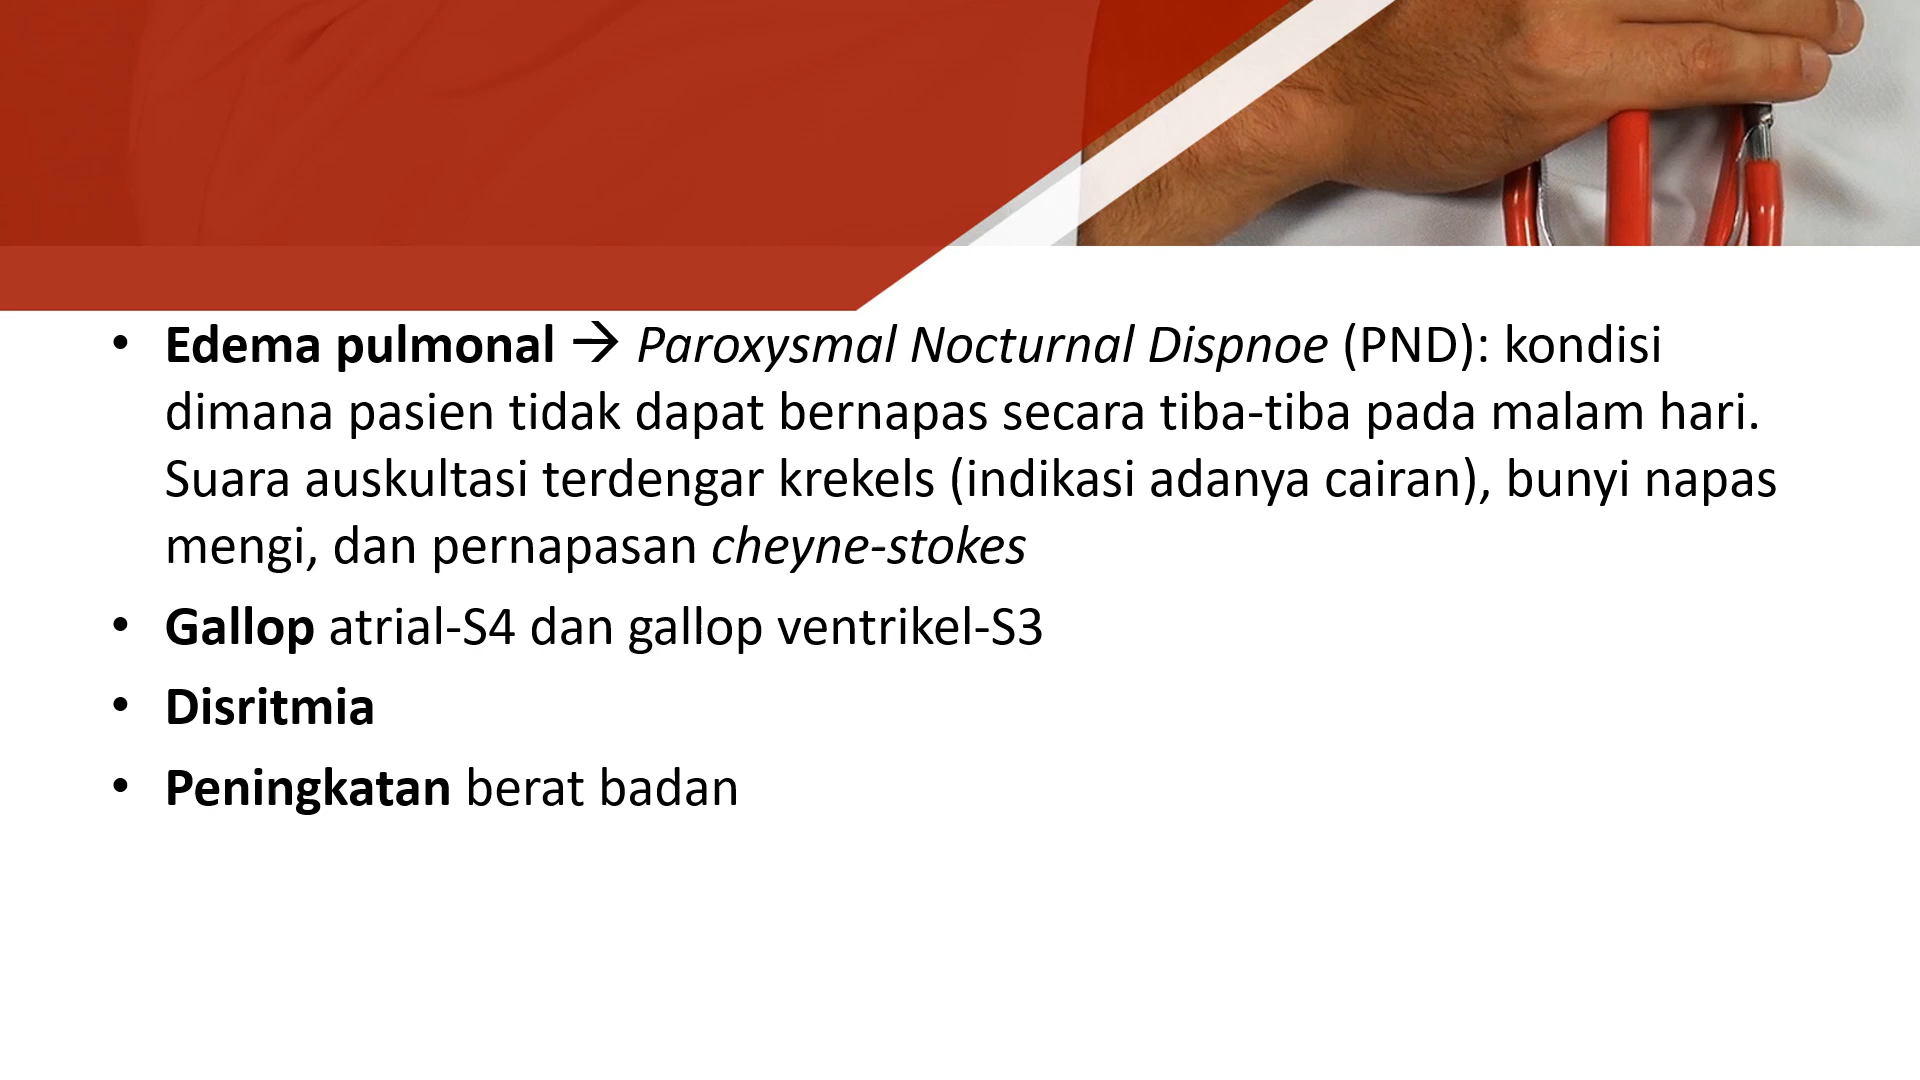 • Edema pulmonal → Paroxysmal Nocturnal Dispnoe (PND): kondisi
dimana pasien tidak dapat bernapas secara tiba-tiba pada malam hari.
Suara auskultasi terdengar krekels (indikasi adanya cairan), bunyi napas
mengi, dan pernapasan cheyne-stokes
• Gallop atrial-S4 dan gallop ventrikel-S3
• Disritmia
• Peningkatan berat badan